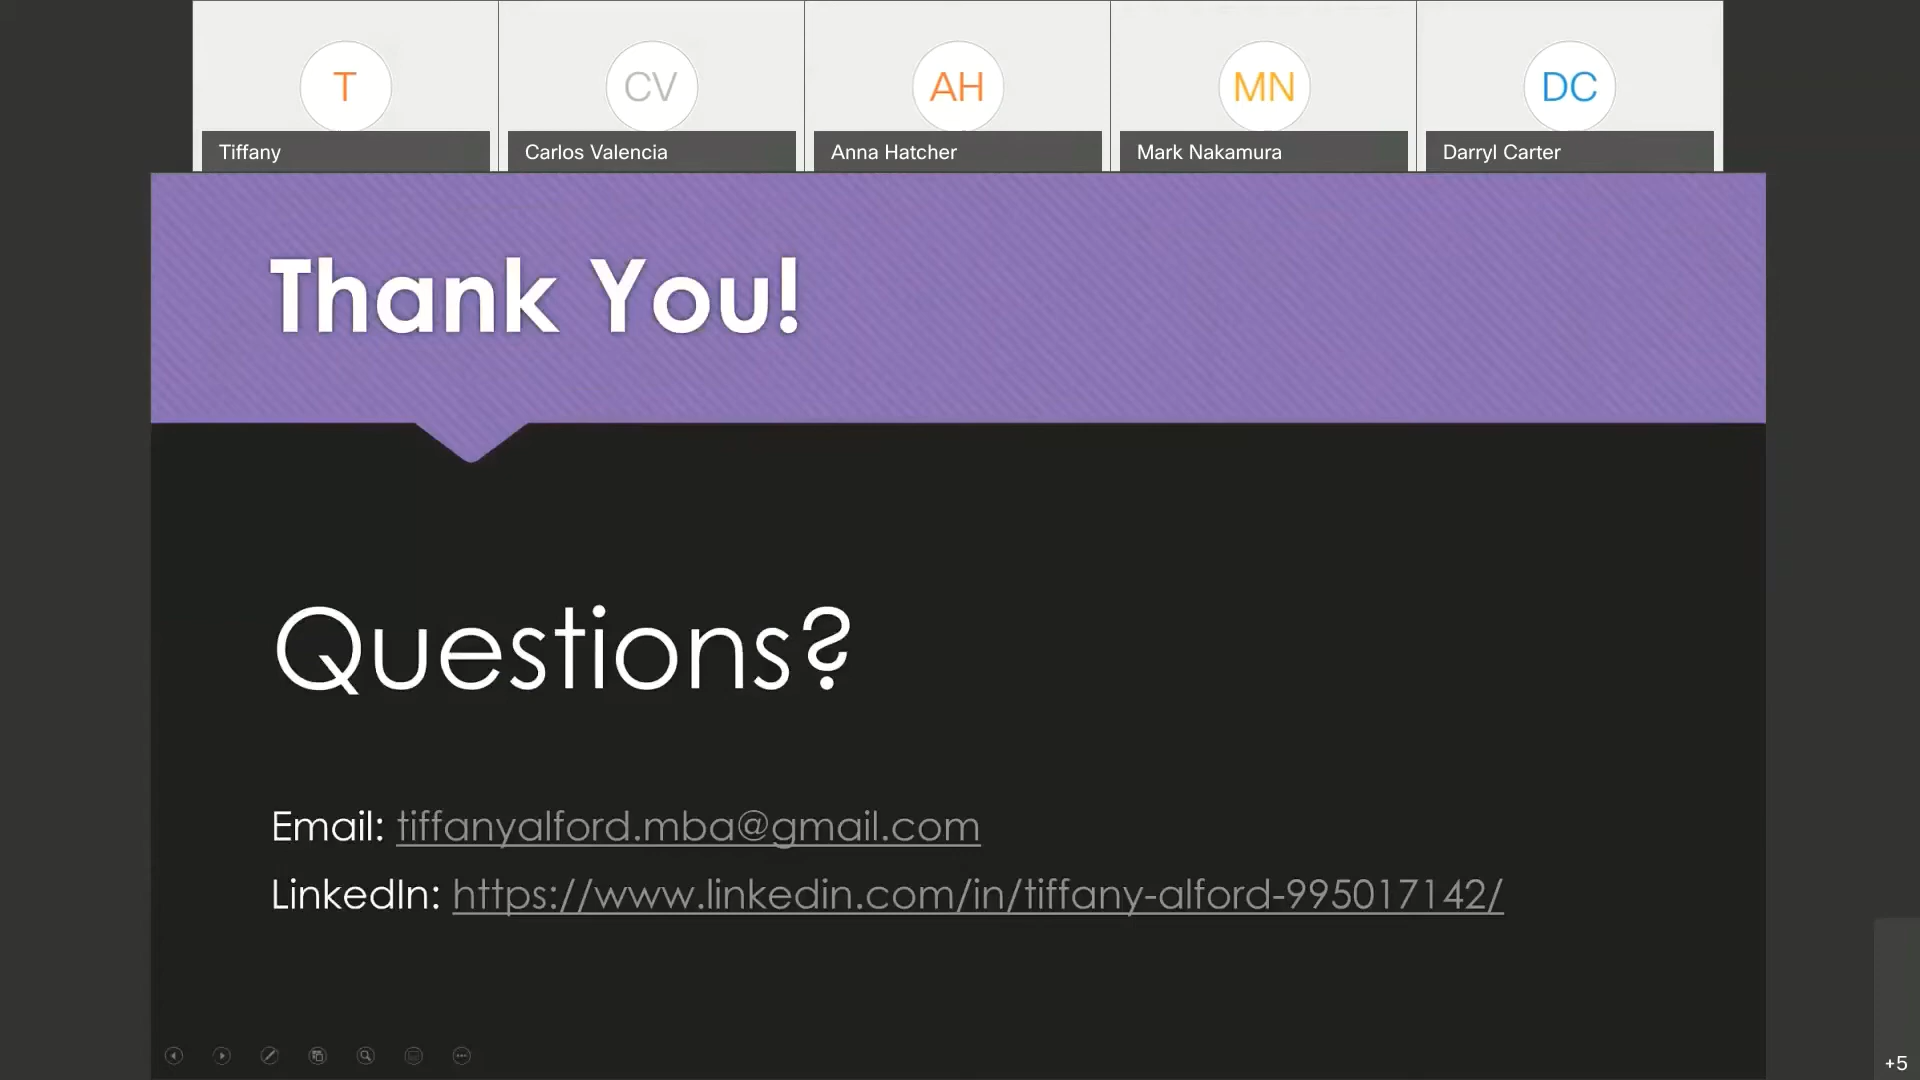 T
CV
AH
MN
DC
Tiffany
Carlos Valencia
Anna Hatcher
Mark Nakamura
Darryl Carter
Thank You!
Questions?
Email: tiffanyalford.mba@gmail.com
LinkedIn: https://www.linkedin.com/in/tiffany-alford-995017142/
+5